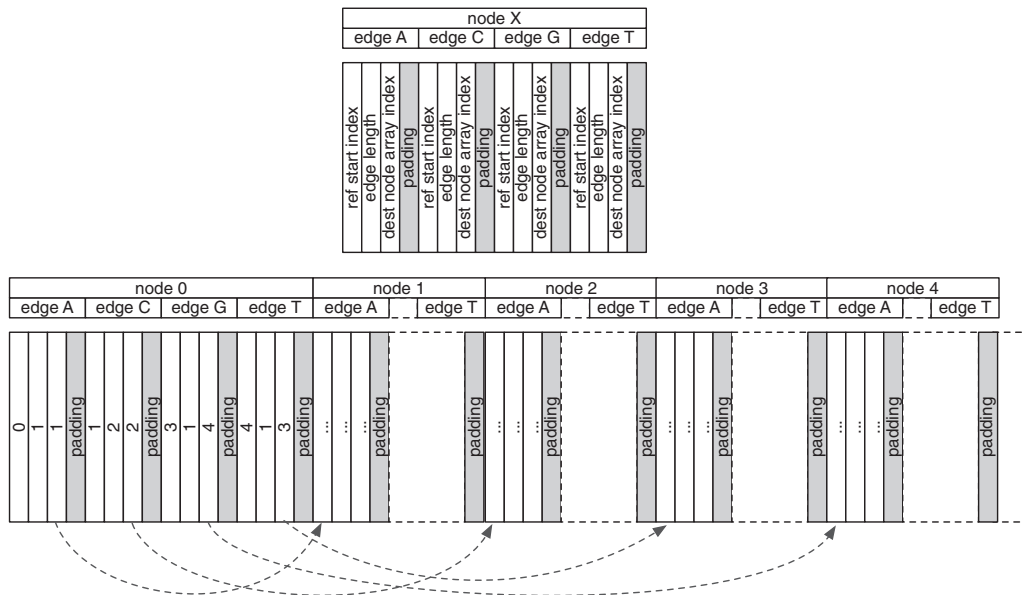 node X
edge A edge C edge G edge T
ref start index
edge length
dest node array index
padding
ref start index
edge length
dest node array index
padding
ref start index
edge length
dest node array index
padding
ref start index
edge length
dest node array index
padding
node 0 node 1 node 2 node 3 node 4
edge A edge C edge G edge T edge A edge T edge A edge T edge A edge T edge A edge T
0
1
1
padding
1
2
2
padding
3
1
4
padding
4
1
3
padding
...
...
...
padding
padding
...
...
...
padding
padding
...
...
...
padding
padding
...
...
...
padding
padding